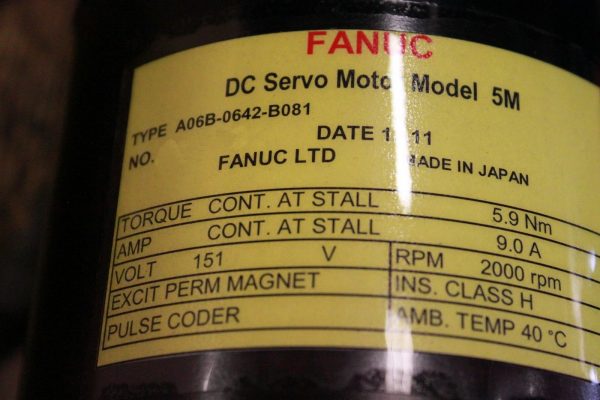 FANUC
DC Servo Motor Model 5M
TYPE A06B-0642-B081
NO. DATE 11
FANUC LTD MADE IN JAPAN
TORQUE CONT. AT STALL 5.9 Nm
AMP CONT. AT STALL 9.0 A
VOLT 151 V RPM 2000 rpm
EXCIT PERM MAGNET INS. CLASS H
PULSE CODER AMB. TEMP 40 °C